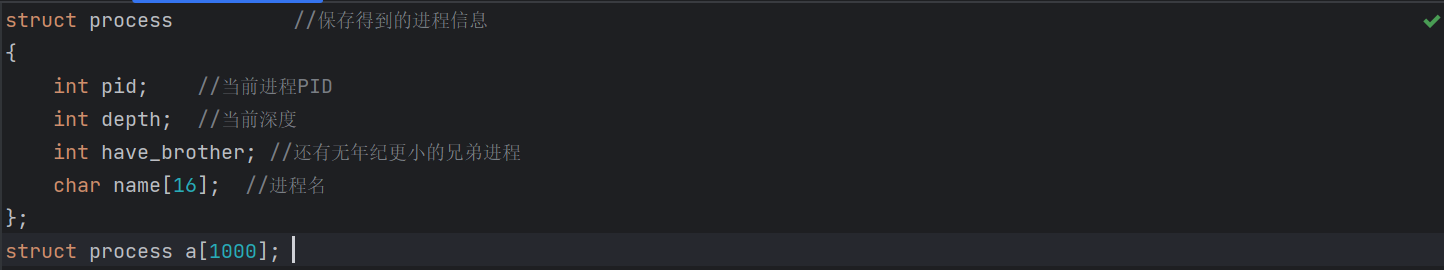 struct process          //保存得到的进程信息
{
    int pid;    //当前进程PID
    int depth;  //当前深度
    int have_brother; //还有无年纪更小的兄弟进程
    char name[16];  //进程名
};
struct process a[1000];